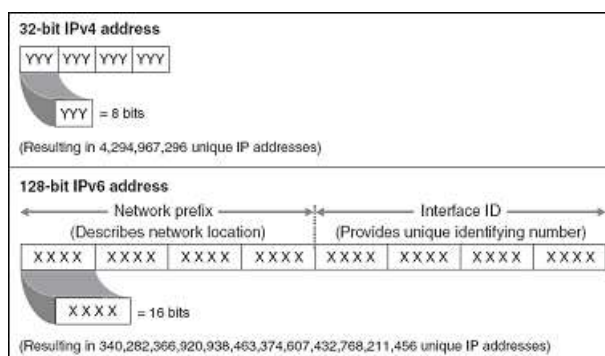 32-bit IPv4 address
YYY YYY YYY YYY
YYY = 8 bits
(Resulting in 4,294,967,296 unique IP addresses)
128-bit IPv6 address
Network prefix Interface ID
(Describes network location) (Provides unique identifying number)
XXXX XXXX XXXX XXXX XXXX XXXX XXXX XXXX
XXXX = 16 bits
(Resulting in 340,282,366,920,938,463,374,607,432,768,211,456 unique IP addresses)